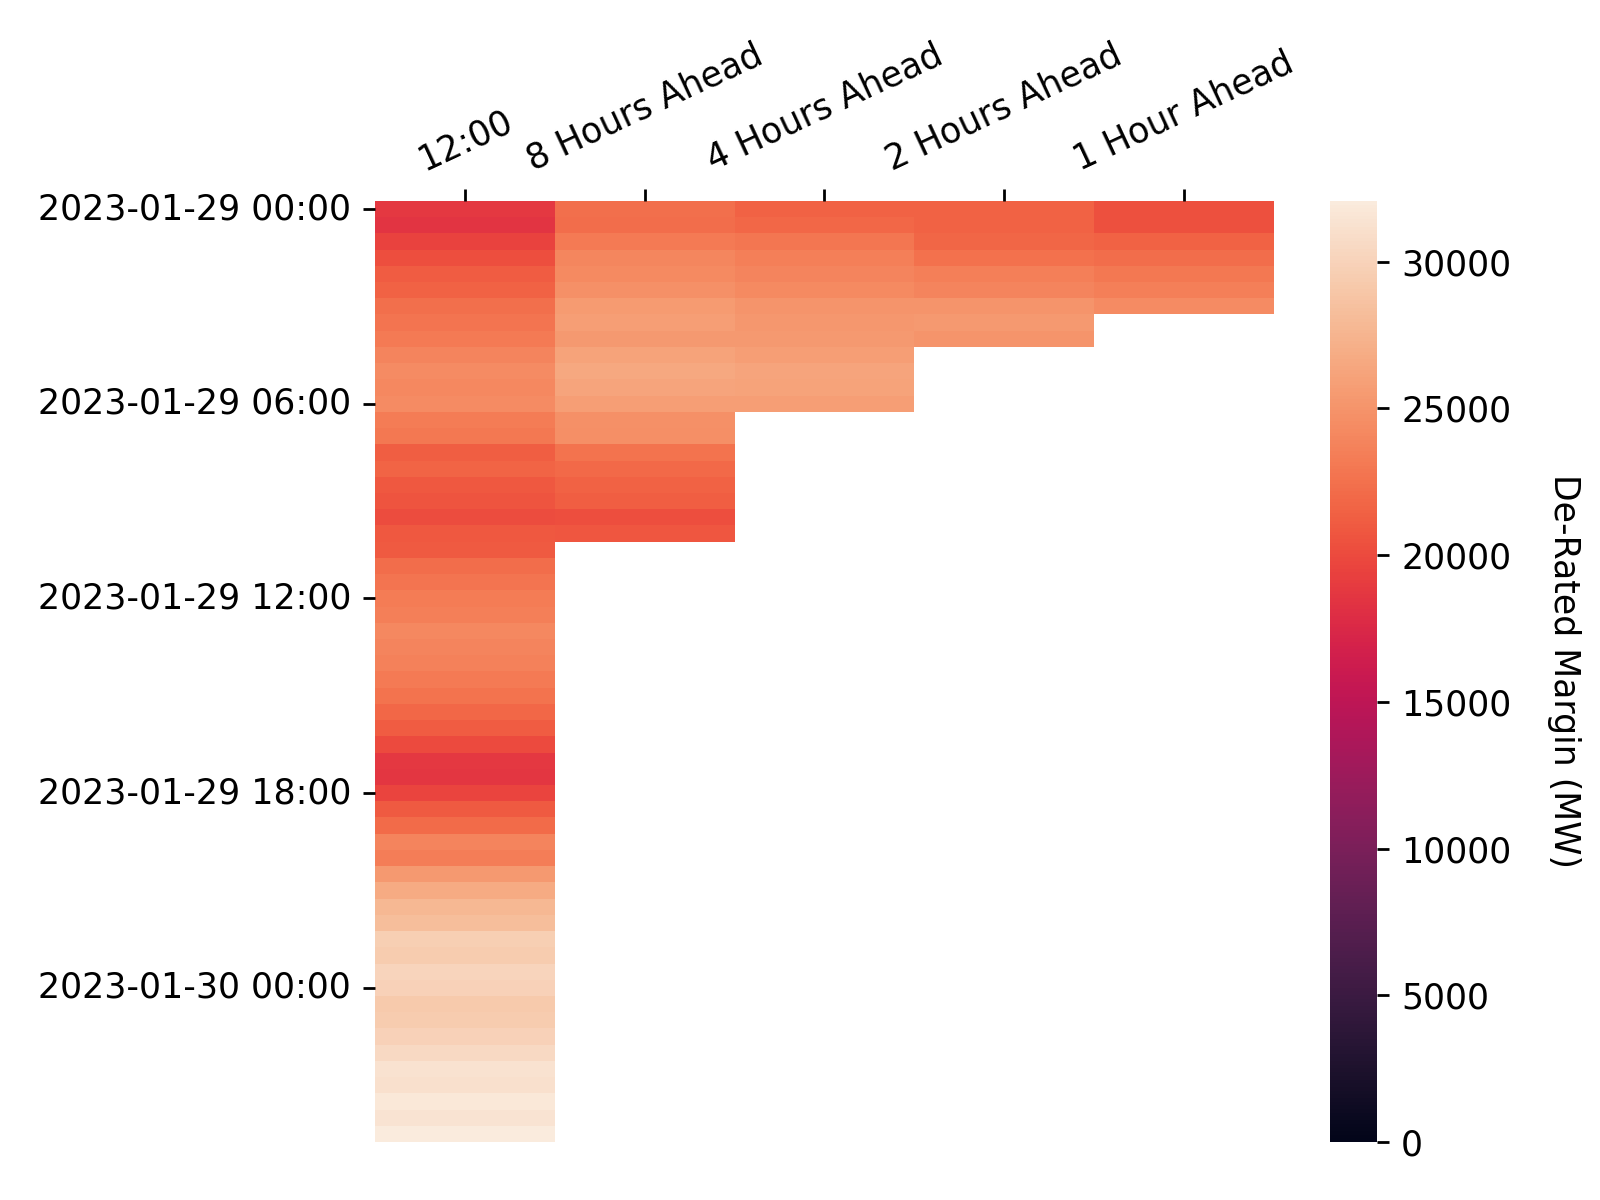 12:00
8 Hours Ahead
4 Hours Ahead
2 Hours Ahead
1 Hour Ahead
2023-01-29 00:00
2023-01-29 06:00
2023-01-29 12:00
2023-01-29 18:00
2023-01-30 00:00
30000
25000
20000
15000
10000
5000
0
De-Rated Margin (MW)